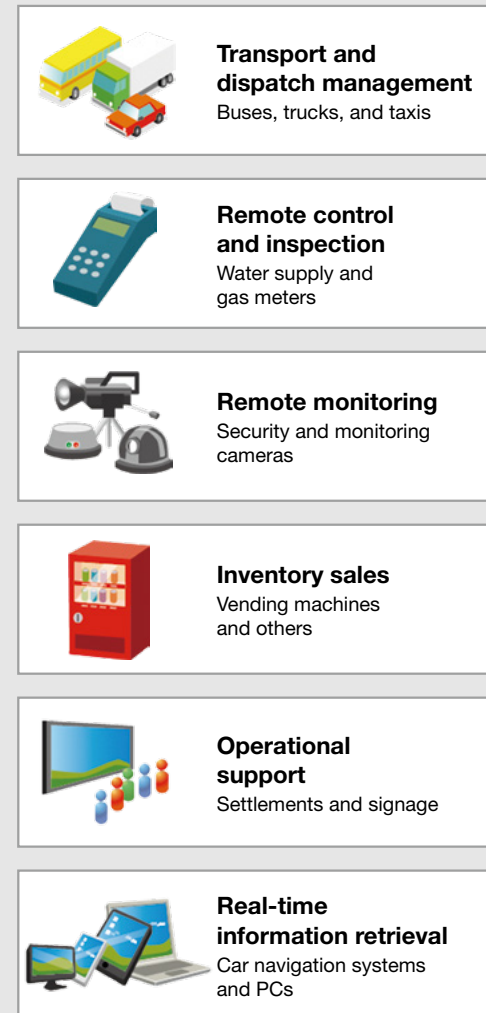 Transport and
dispatch management
Buses, trucks, and taxis
Remote control
and inspection
Water supply and
gas meters
Remote monitoring
Security and monitoring
cameras
Inventory sales
Vending machines
and others
Operational
support
Settlements and signage
Real-time
information retrieval
Car navigation systems
and PCs